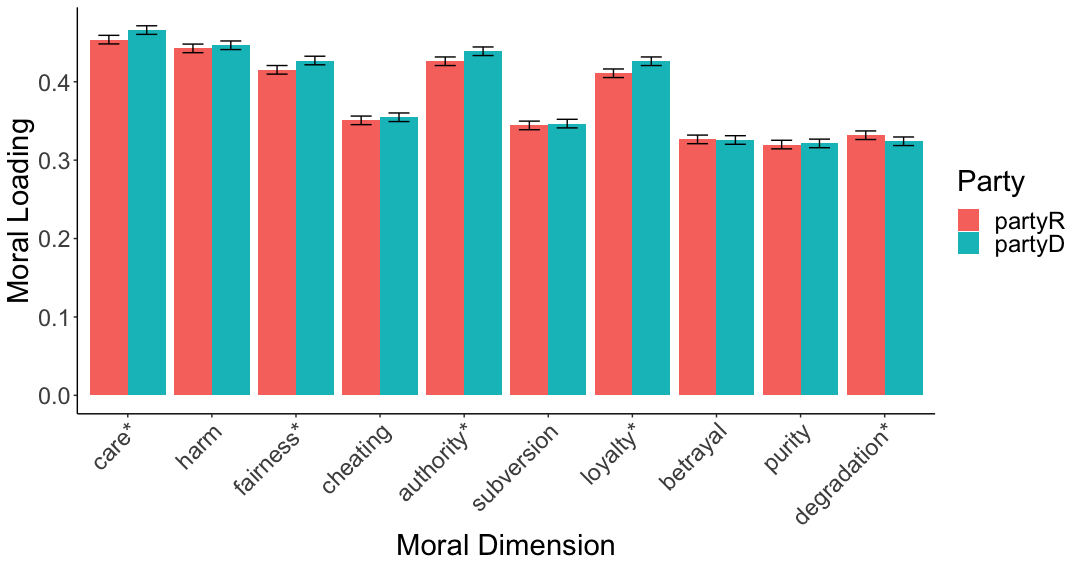 Moral Loading
0.4
0.3
0.2
0.1
0.0
care*
harm
fairness*
cheating
authority*
subversion
loyalty*
betrayal
purity
degradation*
Moral Dimension
Party
partyR
partyD